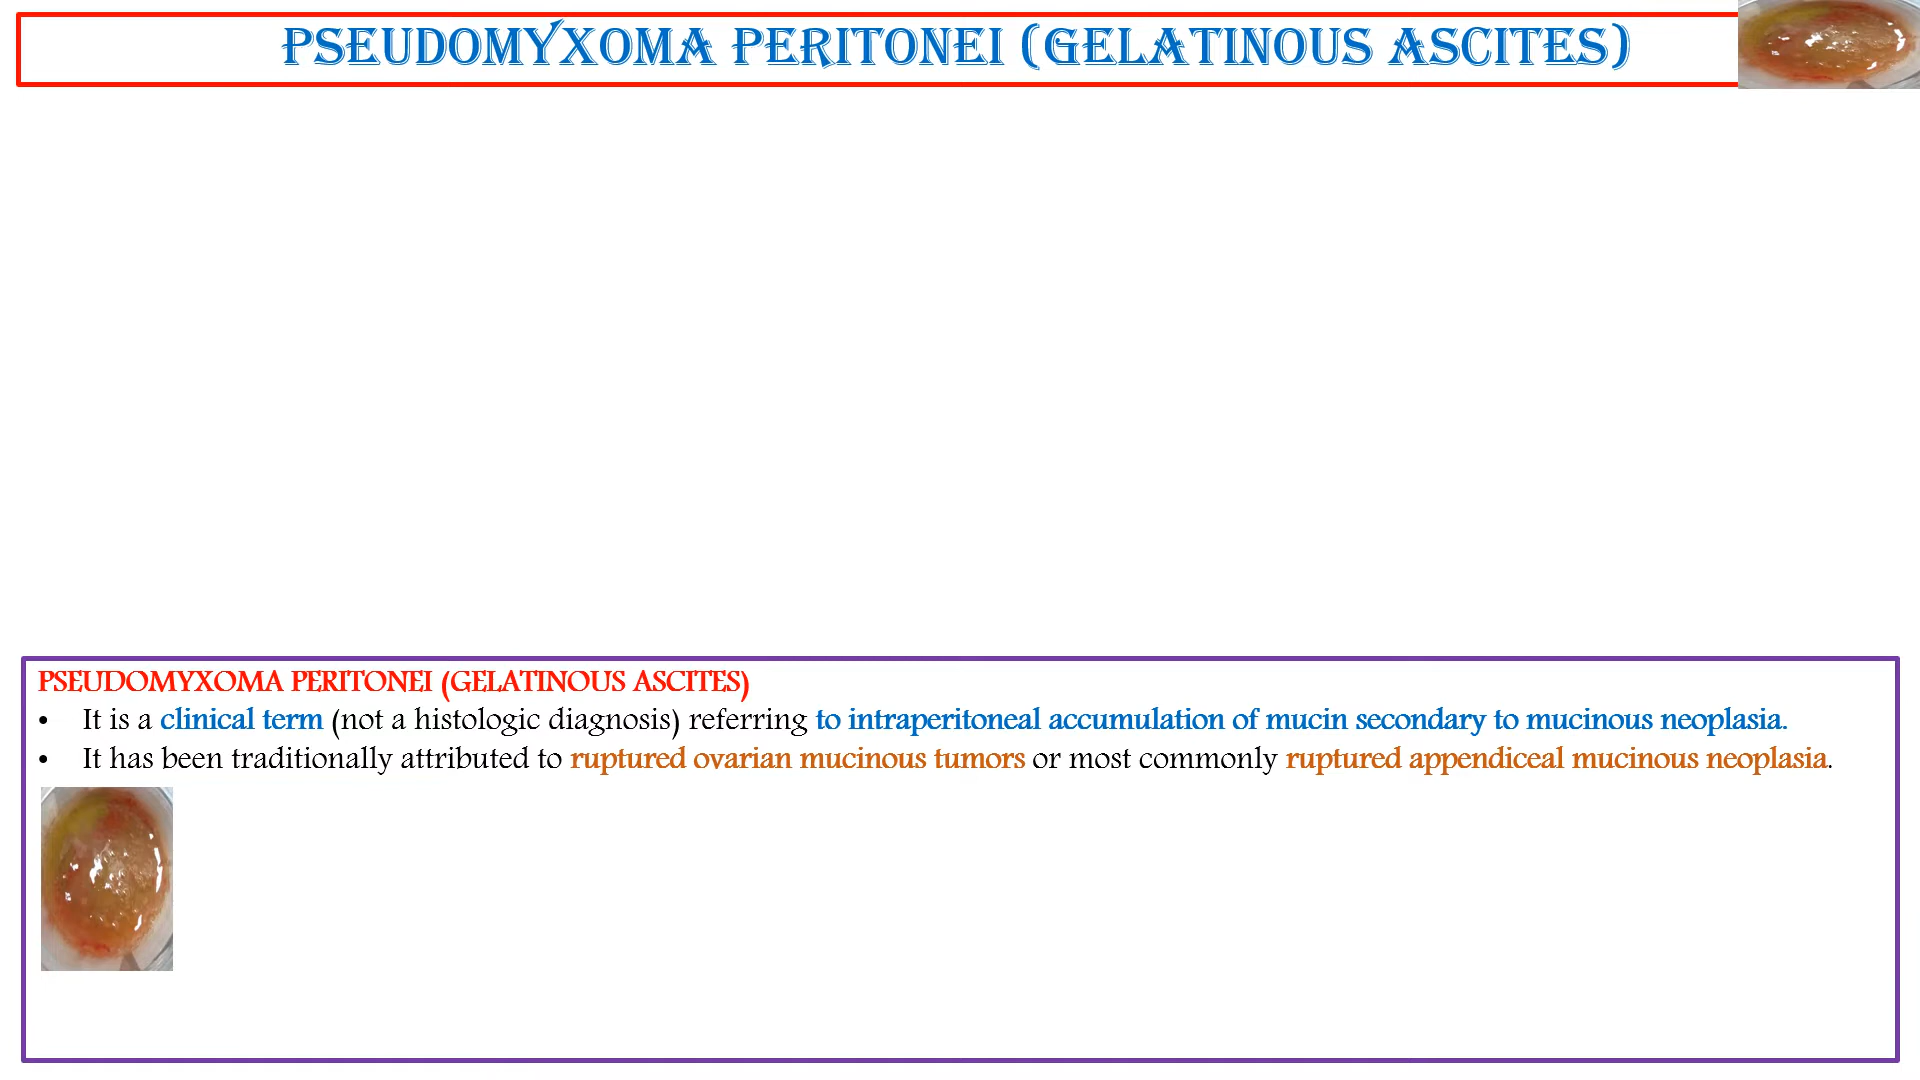 PSEUDOMYXOMA PERITONEI (GELATINOUS ASCITES)
PSEUDOMYXOMA PERITONEI (GELATINOUS ASCITES)
• It is a clinical term (not a histologic diagnosis) referring to intraperitoneal accumulation of mucin secondary to mucinous neoplasia.
• It has been traditionally attributed to ruptured ovarian mucinous tumors or most commonly ruptured appendiceal mucinous neoplasia.